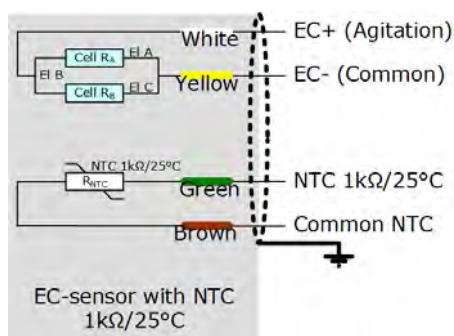 White
EC+ (Agitation)
Cell RA
El A
El B
Yellow
EC- (Common)
Cell RB
El C
NTC 1kΩ/25°C
RNTC
Green
NTC 1kΩ/25°C
Brown
Common NTC
EC-sensor with NTC
1kΩ/25°C